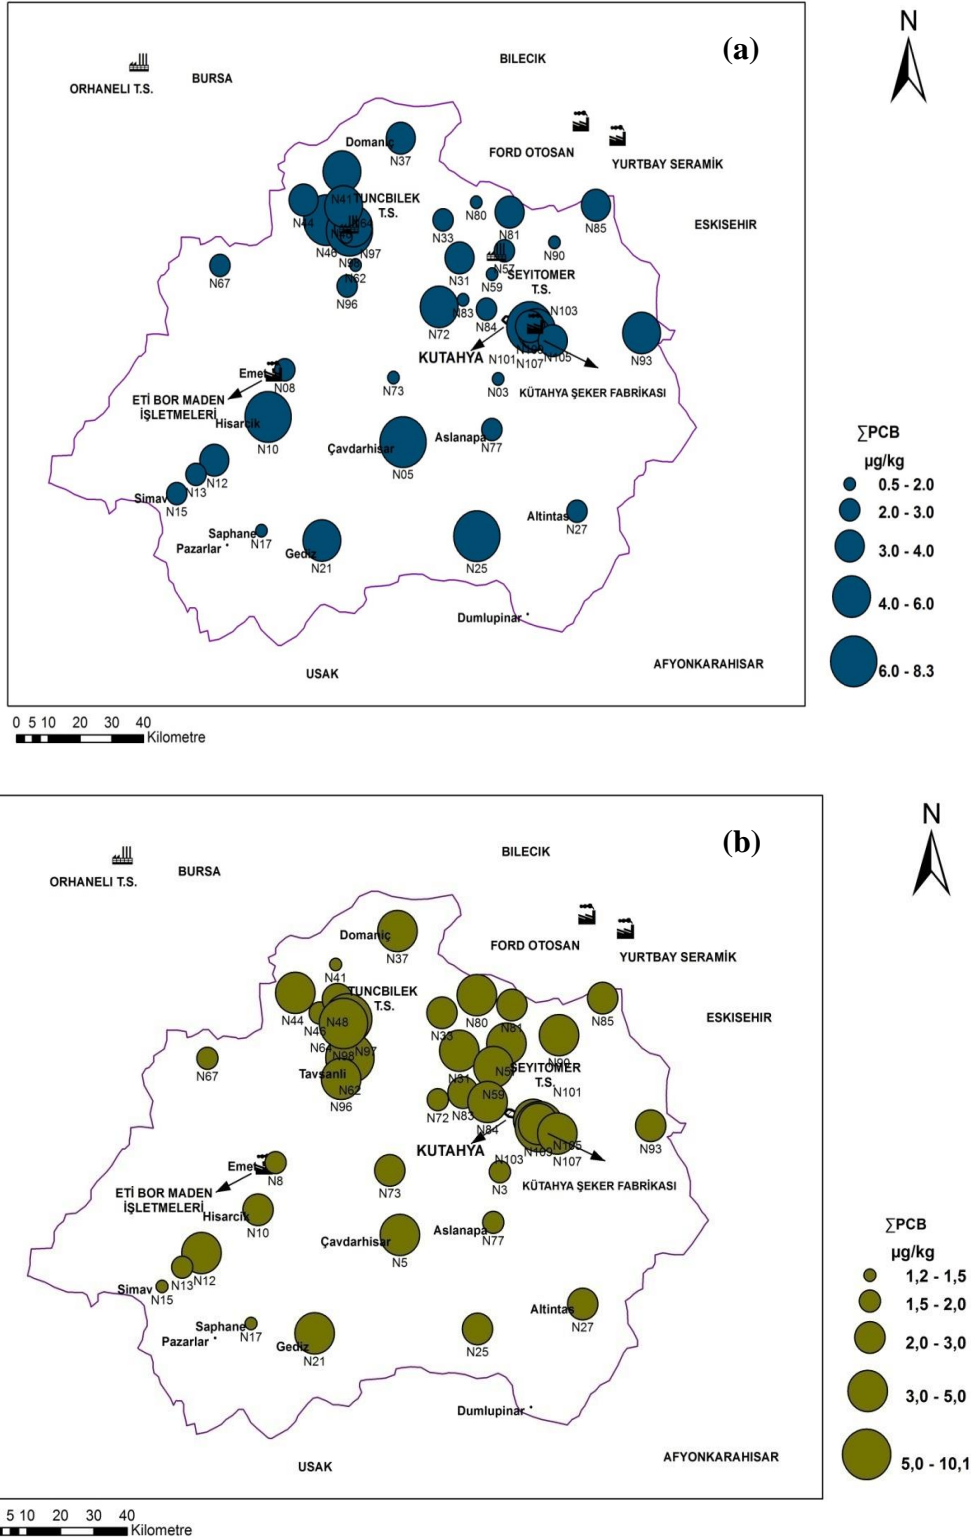 (a)
N
BILECIK
BURSA
ORHANELI T.S.
FORD OTOSAN
YURTBAY SERAMİK
ESKISEHIR
Domaniç
N37
N41
TUNCBILEK
T.S.
N44
N64
N46
N97
N98
N62
N96
N67
N80
N81
N33
N85
N90
N57
N31
N59
SEYITOMER
T.S.
N83
N72
N84
N103
N101
N105
N107
N93
KUTAHYA
KÜTAHYA ŞEKER FABRİKASI
Emet
N08
ETİ BOR MADEN
İŞLETMELERİ
Hisarcik
N10
N73
N03
Çavdarhisar
N05
Aslanapa
N77
N12
N13
Simav
N15
Saphane
N17
Pazarlar
Gediz
N21
N25
Altintas
N27
Dumlupinar
USAK
AFYONKARAHISAR
∑PCB
µg/kg
0.5 - 2.0
2.0 - 3.0
3.0 - 4.0
4.0 - 6.0
6.0 - 8.3
0 5 10 20 30 40
Kilometre
(b)
N
BILECIK
BURSA
ORHANELI T.S.
FORD OTOSAN
YURTBAY SERAMİK
ESKISEHIR
Domaniç
N37
N41
TUNCBILEK
T.S.
N44
N46
N48
N64
N98
N97
Tavsanli
N62
N96
N67
N33
N80
N81
N85
N90
N31
N57
SEYITOMER
T.S.
N59
N101
N72
N83
N84
N105
N103
N109
N107
N93
KUTAHYA
KÜTAHYA ŞEKER FABRİKASI
Emet
N8
ETİ BOR MADEN
İŞLETMELERİ
Hisarcik
N10
N73
N3
Çavdarhisar
N5
Aslanapa
N77
N12
N13
Simav
N15
Saphane
N17
Pazarlar
Gediz
N21
N25
Altintas
N27
Dumlupinar
USAK
AFYONKARAHISAR
∑PCB
µg/kg
1,2 - 1,5
1,5 - 2,0
2,0 - 3,0
3,0 - 5,0
5,0 - 10,1
5 10 20 30 40
Kilometre